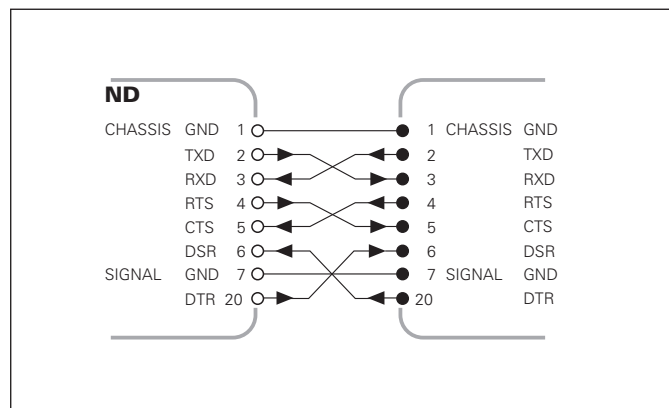 ND
CHASSIS GND 1 1 CHASSIS GND
TXD 2 2 TXD
RXD 3 3 RXD
RTS 4 4 RTS
CTS 5 5 CTS
DSR 6 6 DSR
SIGNAL GND 7 7 SIGNAL GND
DTR 20 20 DTR